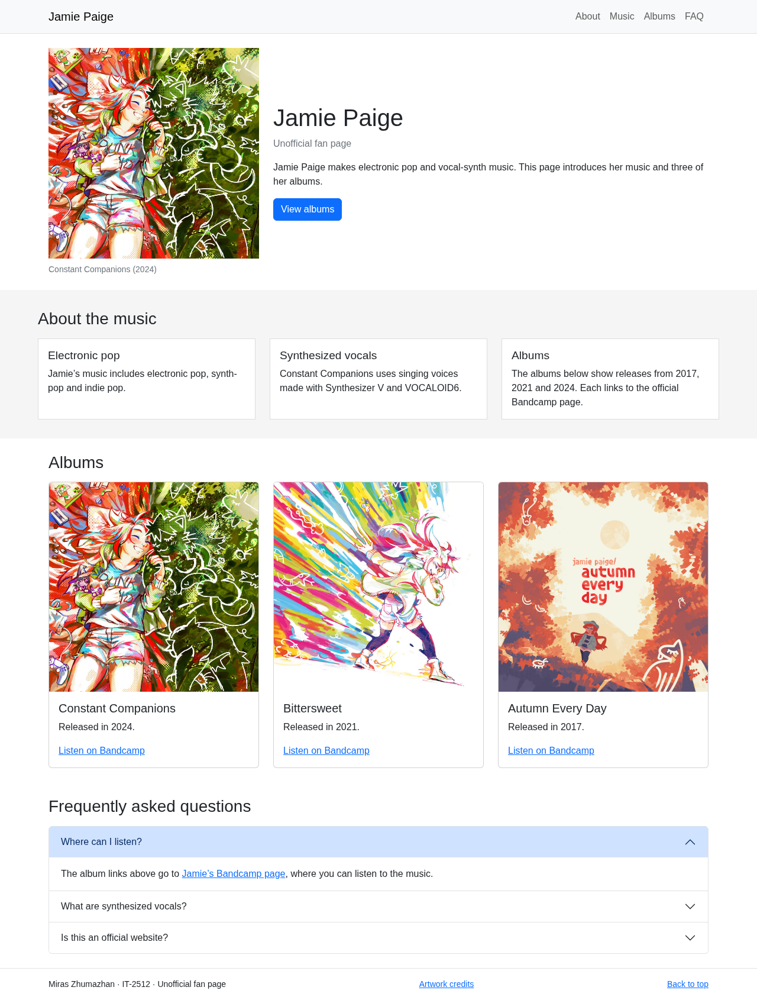 Jamie Paige
About Music Albums FAQ
Jamie Paige
Unofficial fan page
Jamie Paige makes electronic pop and vocal-synth music. This page introduces her music and three of
her albums.
View albums
Constant Companions (2024)
About the music
Electronic pop
Jamie’s music includes electronic pop, synth-
pop and indie pop.
Synthesized vocals
Constant Companions uses singing voices
made with Synthesizer V and VOCALOID6.
Albums
The albums below show releases from 2017,
2021 and 2024. Each links to the official
Bandcamp page.
Albums
jamie paige!
autumn
every
day
Constant Companions
Released in 2024.
Listen on Bandcamp
Bittersweet
Released in 2021.
Listen on Bandcamp
Autumn Every Day
Released in 2017.
Listen on Bandcamp
Frequently asked questions
Where can I listen?
The album links above go to Jamie’s Bandcamp page, where you can listen to the music.
What are synthesized vocals?
Is this an official website?
Miras Zhumazhan · IT-2512 · Unofficial fan page
Artwork credits
Back to top